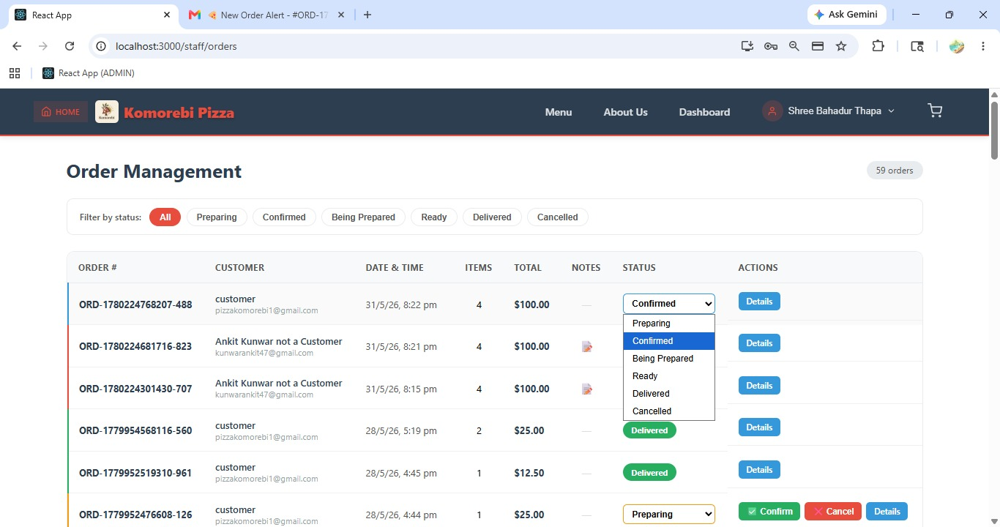 React App
New Order Alert - #ORD-17
Ask Gemini
localhost:3000/staff/orders
React App (ADMIN)
HOME
Komorebi
Komorebi Pizza
Menu
About Us
Dashboard
Shree Bahadur Thapa
Order Management
59 orders
Filter by status:
All
Preparing
Confirmed
Being Prepared
Ready
Delivered
Cancelled
ORDER # CUSTOMER DATE & TIME ITEMS TOTAL NOTES STATUS ACTIONS
ORD-1780224768207-488 customer 31/5/26, 8:22 pm 4 $100.00 — Confirmed Details
pizzakomorebi1@gmail.com
Preparing
Confirmed
Being Prepared
Ready
Delivered
Cancelled
ORD-1780224681716-823 Ankit Kunwar not a Customer 31/5/26, 8:21 pm 4 $100.00 Details
kunwarankit47@gmail.com
ORD-1780224301430-707 Ankit Kunwar not a Customer 31/5/26, 8:15 pm 4 $100.00 Details
kunwarankit47@gmail.com
ORD-1779954568116-560 customer 28/5/26, 5:19 pm 2 $25.00 — Delivered Details
pizzakomorebi1@gmail.com
ORD-1779952519310-961 customer 28/5/26, 4:45 pm 1 $12.50 — Delivered Details
pizzakomorebi1@gmail.com
ORD-1779952476608-126 customer 28/5/26, 4:44 pm 1 $25.00 — Preparing ✅ Confirm ❌ Cancel Details
pizzakomorebi1@gmail.com